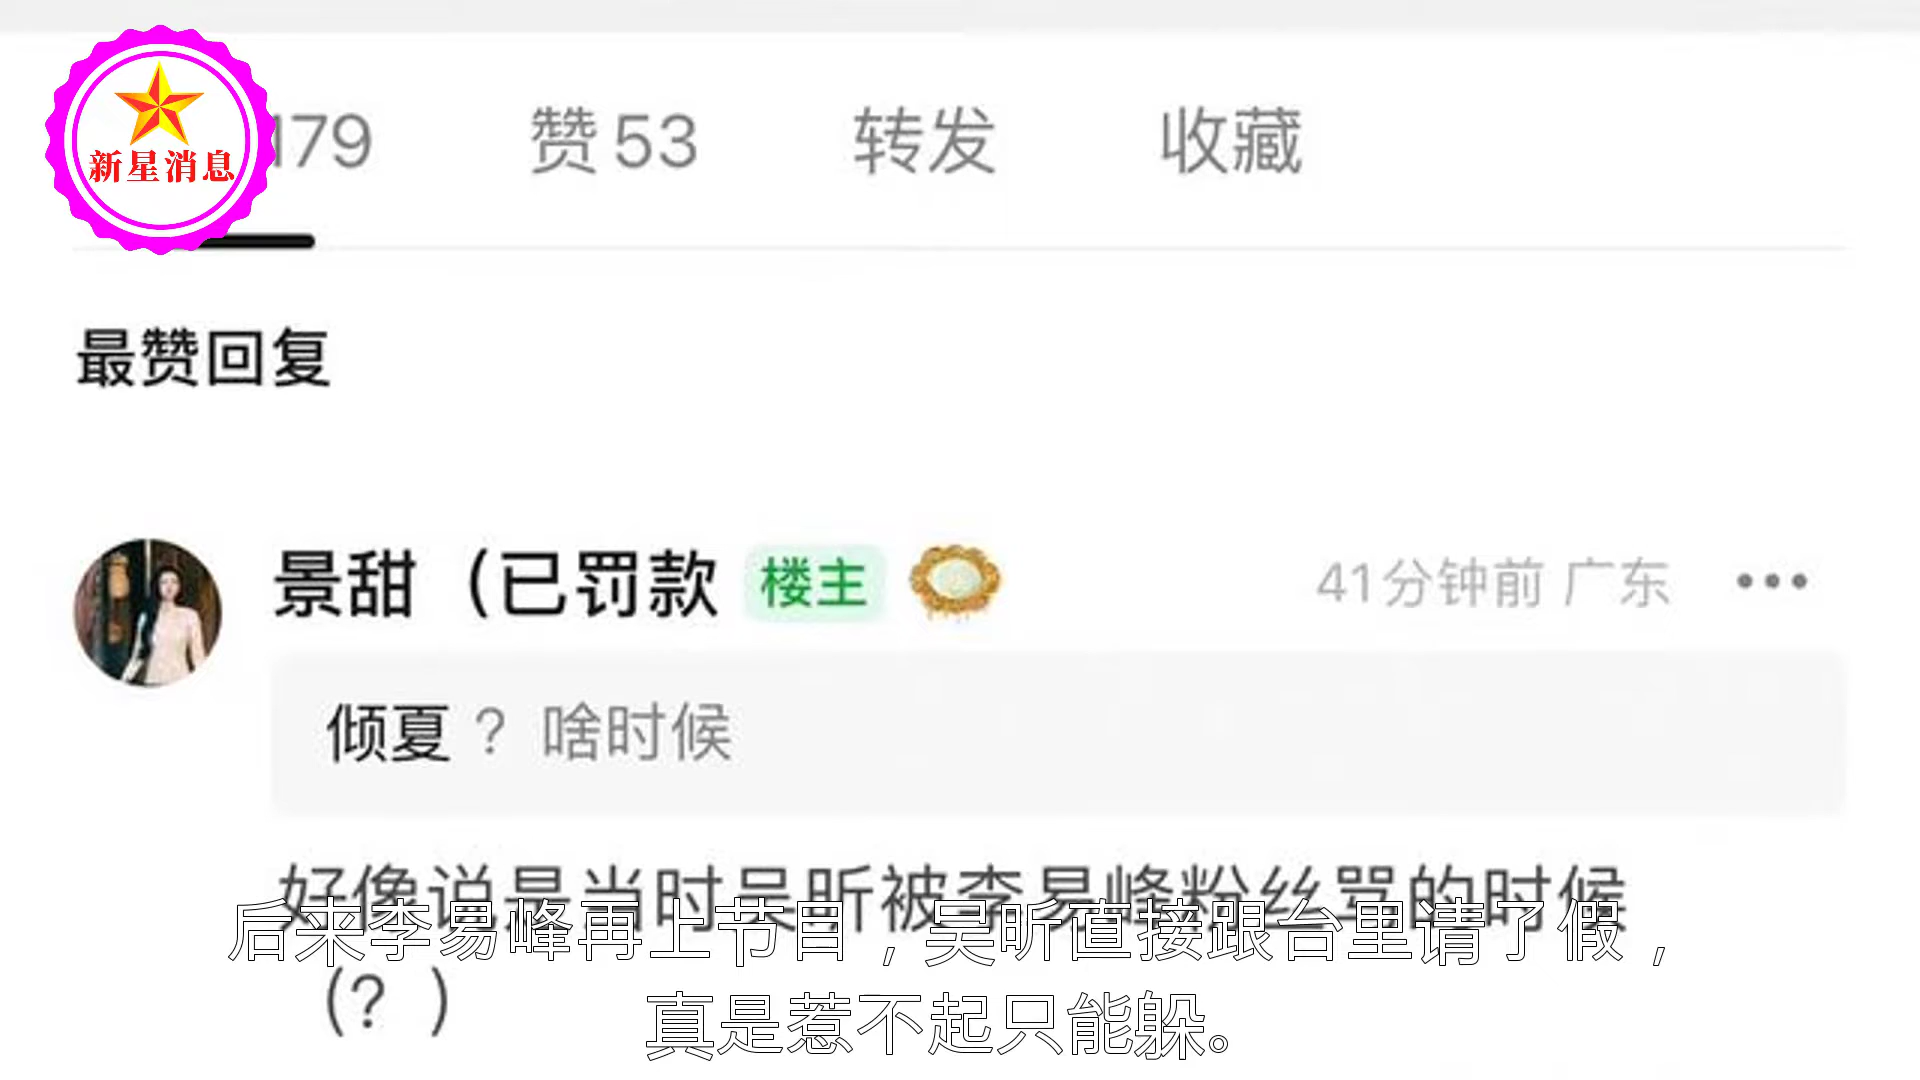 新星消息
179
赞 53
转发
收藏
最赞回复
景甜（已罚款
楼主
41分钟前 广东
倾夏？ 啥时候
好像说是当时吴昕被李易峰粉丝骂的时候
（？）
后来李易峰再上节目，吴昕直接跟台里请了假，
真是惹不起只能躲。